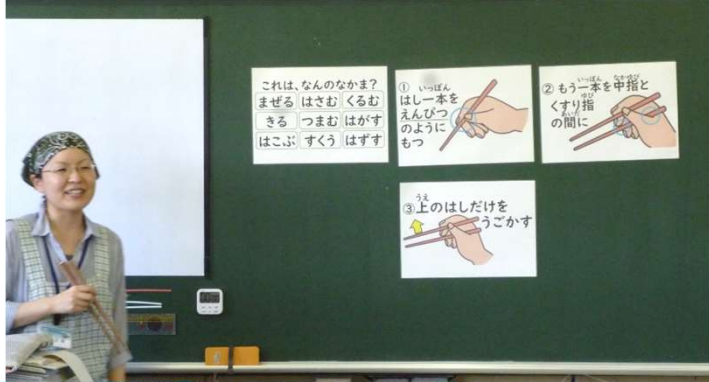 これは、なんのなかま?
まぜる はさむ くるむ
きる つまむ はがす
はこぶ すくう はずす
① いっぽん
はし一本を
えんぴつ
のように
もつ
いっぽん なかゆび
② もう一本を中指と
ゆび
くすり指
あいだ
の間に
うえ
③上のはしだけを
うごかす